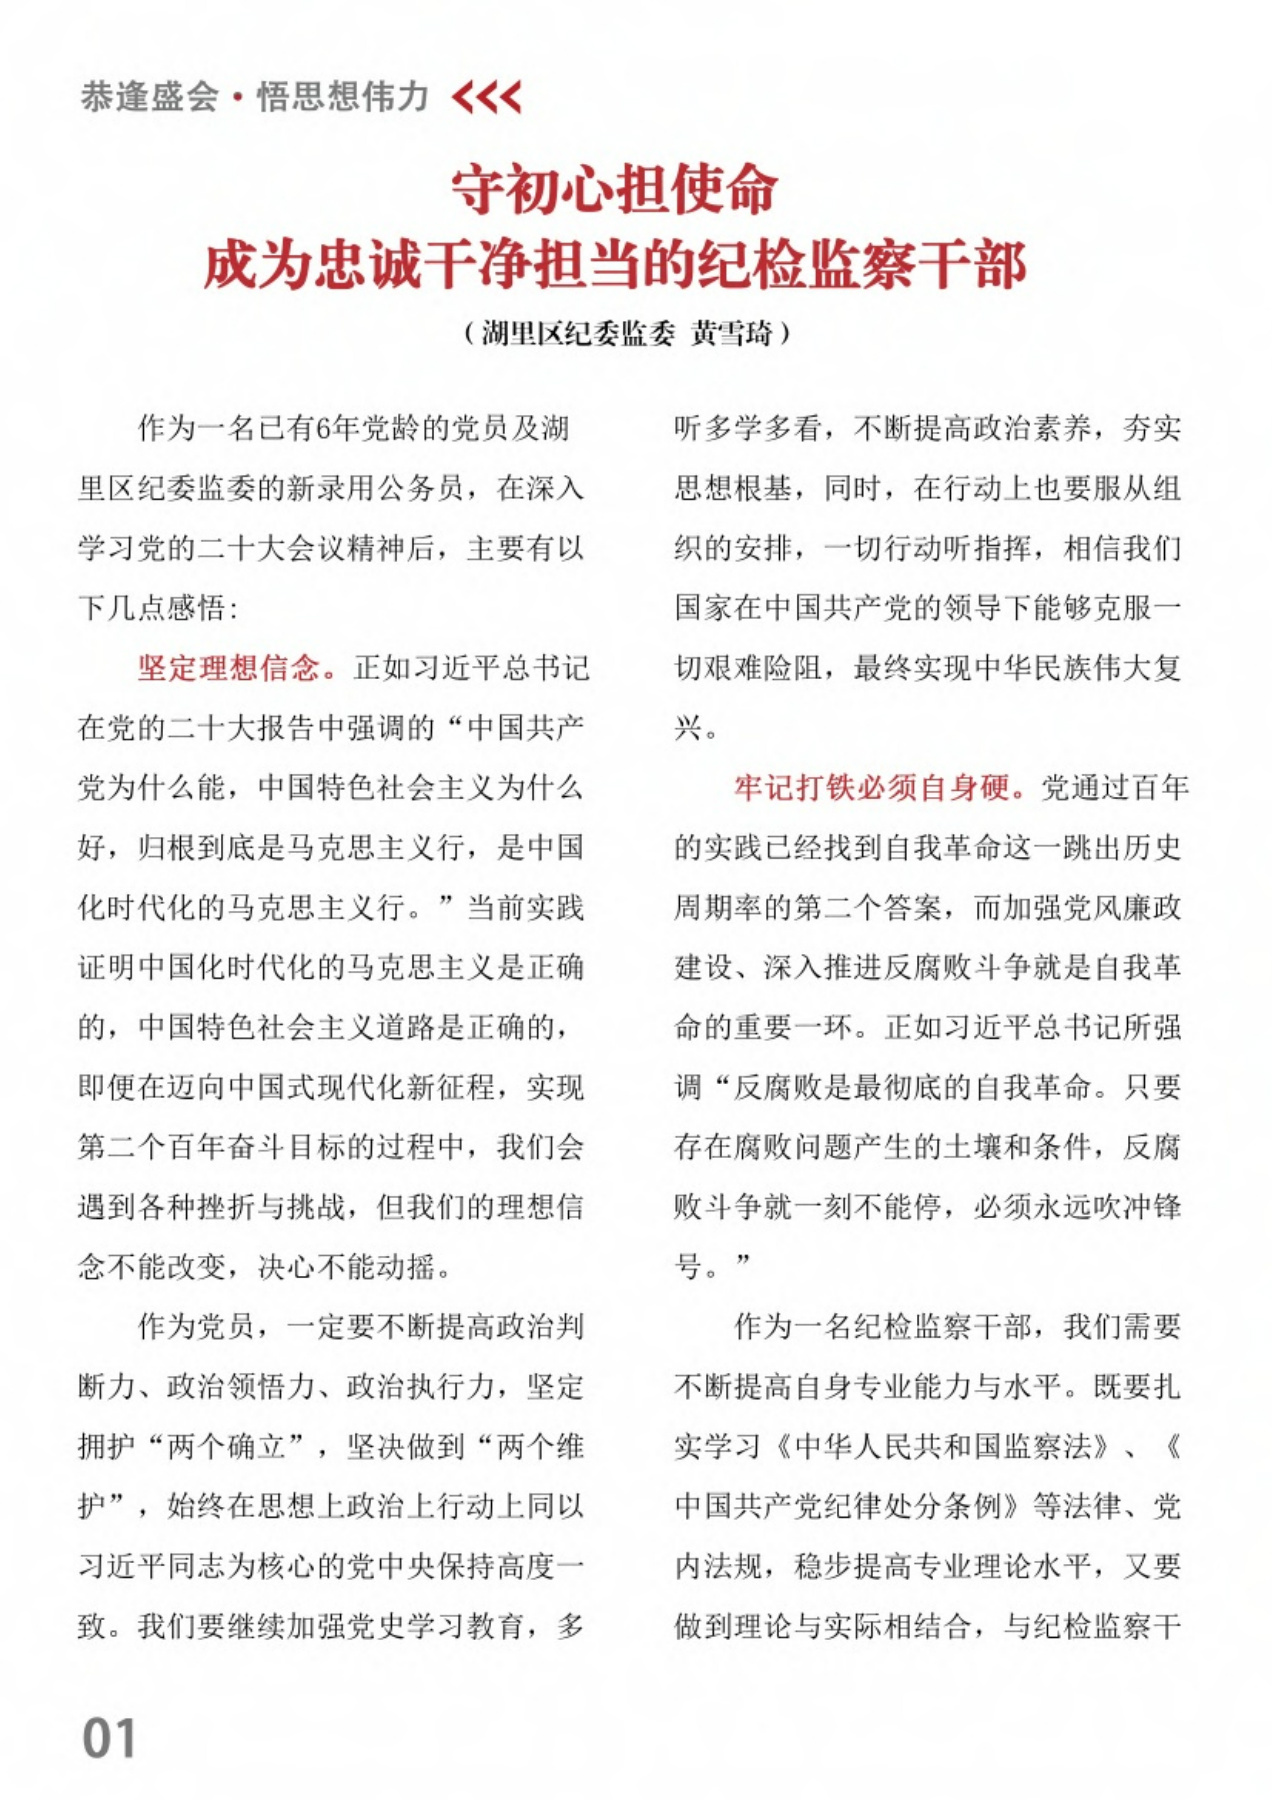 恭逢盛会·悟思想伟力
守初心担使命
成为忠诚干净担当的纪检监察干部
（湖里区纪委监委 黄雪琦）
作为一名已有6年党龄的党员及湖
里区纪委监委的新录用公务员，在深入
学习党的二十大会议精神后，主要有以
下几点感悟：
坚定理想信念。正如习近平总书记
在党的二十大报告中强调的“中国共产
党为什么能，中国特色社会主义为什么
好，归根到底是马克思主义行，是中国
化时代化的马克思主义行。”当前实践
证明中国化时代化的马克思主义是正确
的，中国特色社会主义道路是正确的，
即便在迈向中国式现代化新征程，实现
第二个百年奋斗目标的过程中，我们会
遇到各种挫折与挑战，但我们的理想信
念不能改变，决心不能动摇。
作为党员，一定要不断提高政治判
断力、政治领悟力、政治执行力，坚定
拥护“两个确立”，坚决做到“两个维
护”，始终在思想上政治上行动上同以
习近平同志为核心的党中央保持高度一
致。我们要继续加强党史学习教育，多
听多学多看，不断提高政治素养，夯实
思想根基，同时，在行动上也要服从组
织的安排，一切行动听指挥，相信我们
国家在中国共产党的领导下能够克服一
切艰难险阻，最终实现中华民族伟大复
兴。
牢记打铁必须自身硬。党通过百年
的实践已经找到自我革命这一跳出历史
周期率的第二个答案，而加强党风廉政
建设、深入推进反腐败斗争就是自我革
命的重要一环。正如习近平总书记所强
调“反腐败是最彻底的自我革命。只要
存在腐败问题产生的土壤和条件，反腐
败斗争就一刻不能停，必须永远吹冲锋
号。”
作为一名纪检监察干部，我们需要
不断提高自身专业能力与水平。既要扎
实学习《中华人民共和国监察法》、《
中国共产党纪律处分条例》等法律、党
内法规，稳步提高专业理论水平，又要
做到理论与实际相结合，与纪检监察干
01